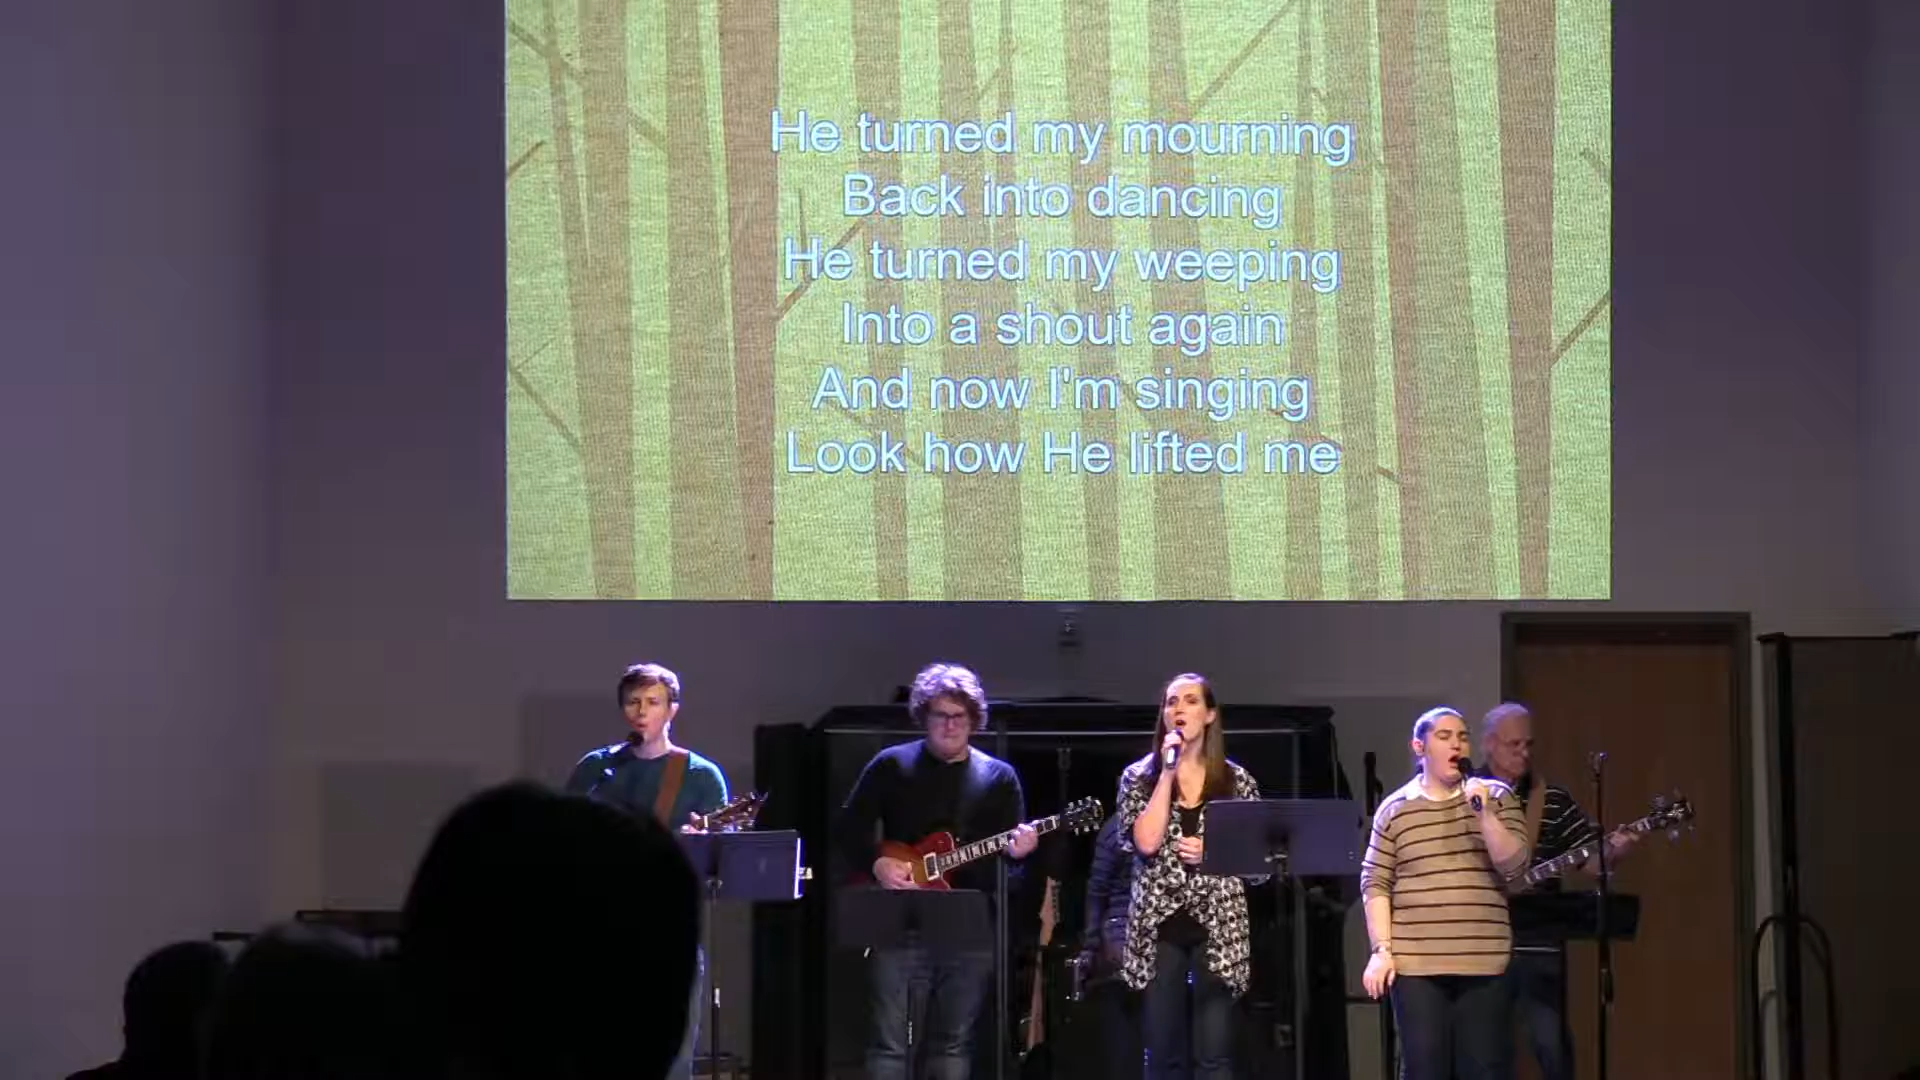 He turned my mourning
Back into dancing
He turned my weeping
Into a shout again
And now I'm singing
Look how He lifted me